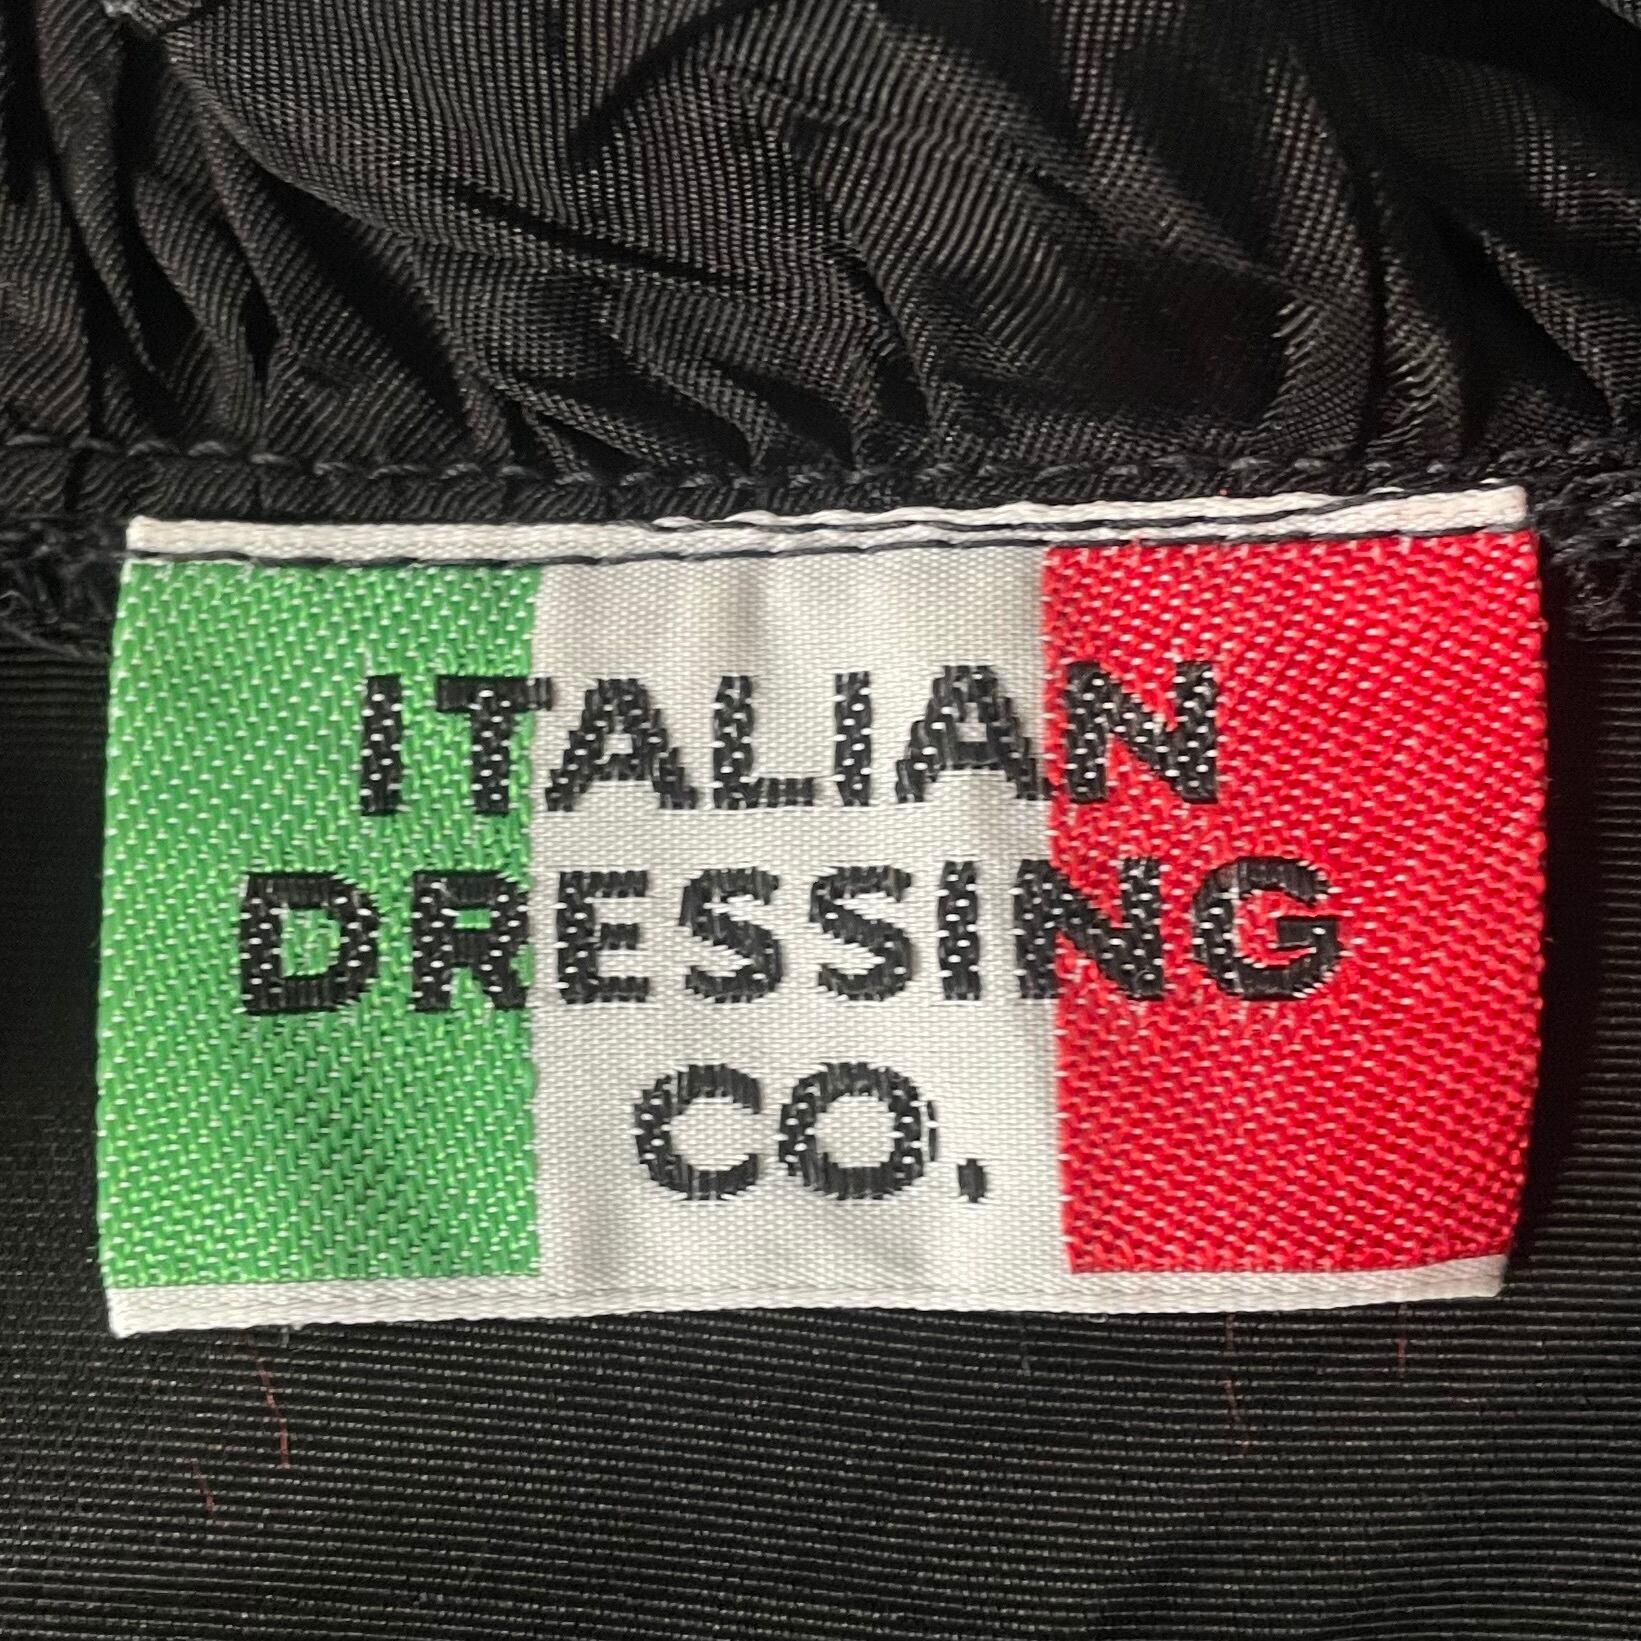 ITALIAN
DRESSING
CO.